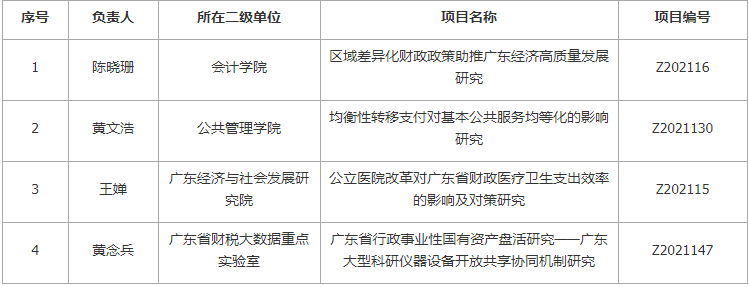 序号 负责人 所在二级单位 项目名称 项目编号
1 陈晓珊 会计学院 区域差异化财政政策助推广东经济高质量发展
研究 Z202116
2 黄文浩 公共管理学院 均衡性转移支付对基本公共服务均等化的影响
研究 Z2021130
3 王婵 广东经济与社会发展研
究院 公立医院改革对广东省财政医疗卫生支出效率
的影响及对策研究 Z202115
4 黄念兵 广东省财税大数据重点
实验室 广东省行政事业性国有资产盘活研究——广东
大型科研仪器设备开放共享协同机制研究 Z2021147